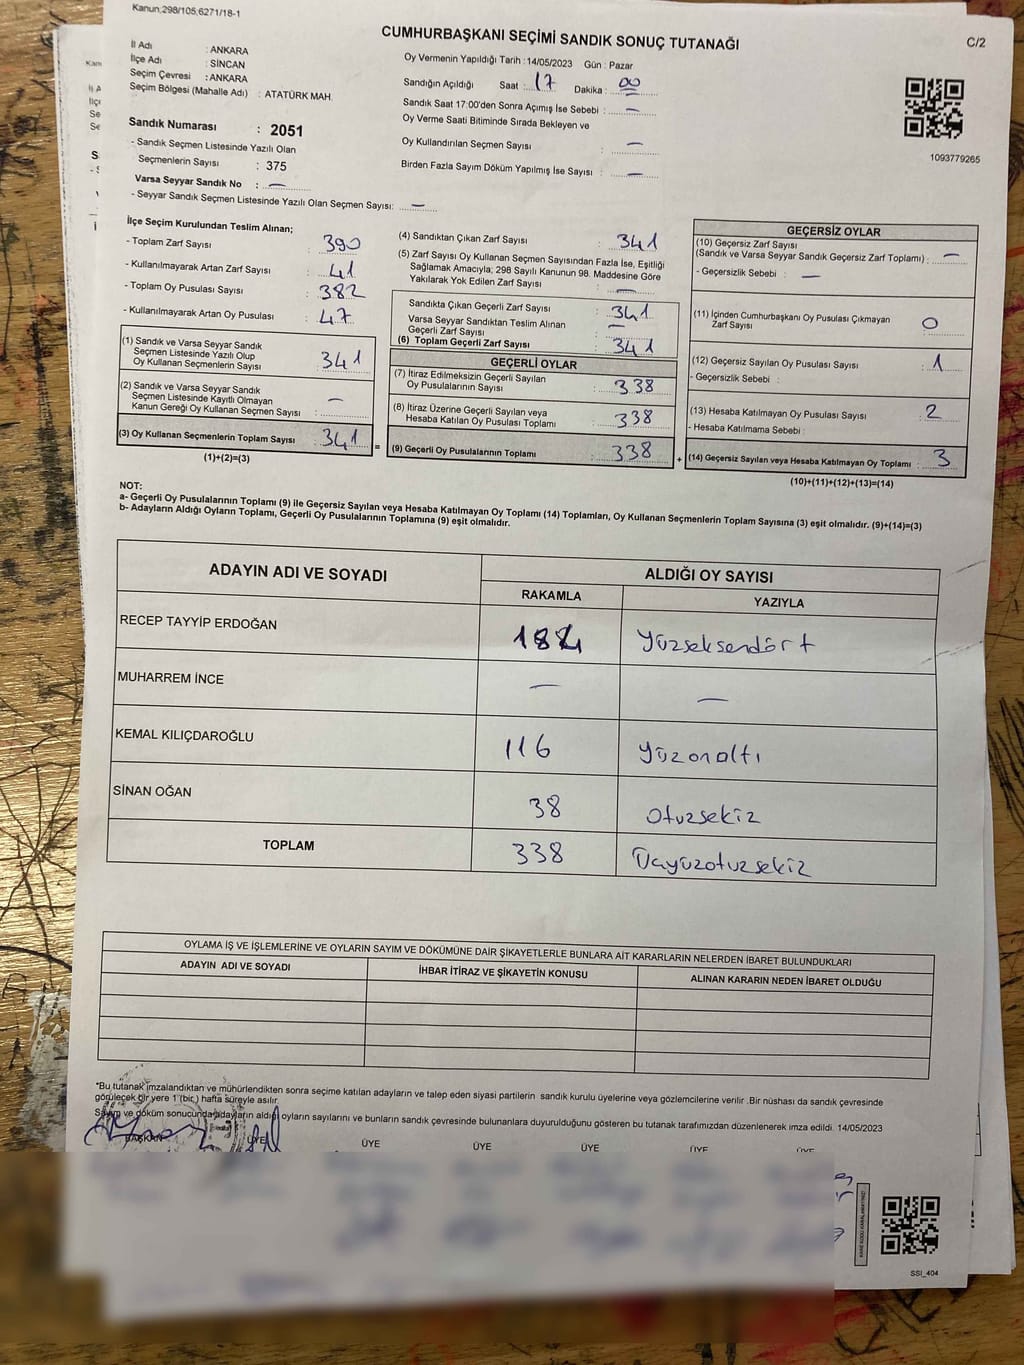 Kanun,298/105,6271/18-1
CUMHURBAŞKANI SEÇİMİ SANDIK SONUÇ TUTANAĞI
C/2
İl Adı : ANKARA
İlçe Adı : SİNCAN
Seçim Çevresi : ANKARA
Seçim Bölgesi (Mahalle Adı) : ATATÜRK MAH.
Sandık Numarası : 2051
- Sandık Seçmen Listesinde Yazılı Olan
Seçmenlerin Sayısı : 375
Varsa Seyyar Sandık No : —
- Seyyar Sandık Seçmen Listesinde Yazılı Olan Seçmen Sayısı: —
Oy Vermenin Yapıldığı Tarih : 14/05/2023 Gün : Pazar
Sandığın Açıldığı Saat : 17 Dakika : 00
Sandık Saat 17:00'den Sonra Açımış İse Sebebi : —
Oy Verme Saati Bitiminde Sırada Bekleyen ve
Oy Kullandırılan Seçmen Sayısı : —
Birden Fazla Sayım Döküm Yapılmış İse Sayısı : —
1093779265
İlçe Seçim Kurulundan Teslim Alınan;
- Toplam Zarf Sayısı : 390
- Kullanılmayarak Artan Zarf Sayısı : 41
- Toplam Oy Pusulası Sayısı : 382
- Kullanılmayarak Artan Oy Pusulası : 47
(1) Sandık ve Varsa Seyyar Sandık
Seçmen Listesinde Yazılı Olup
Oy Kullanan Seçmenlerin Sayısı : 341
(2) Sandık ve Varsa Seyyar Sandık
Seçmen Listesinde Kayıtlı Olmayan
Kanun Gereği Oy Kullanan Seçmen Sayısı : —
(3) Oy Kullanan Seçmenlerin Toplam Sayısı : 341
(1)+(2)=(3)
(4) Sandıktan Çıkan Zarf Sayısı : 341
(5) Zarf Sayısı Oy Kullanan Seçmen Sayısından Fazla İse, Eşitliği
Sağlamak Amacıyla; 298 Sayılı Kanunun 98. Maddesine Göre
Yakılarak Yok Edilen Zarf Sayısı : —
Sandıkta Çıkan Geçerli Zarf Sayısı : 341
Varsa Seyyar Sandıktan Teslim Alınan
Geçerli Zarf Sayısı : —
(6) Toplam Geçerli Zarf Sayısı : 341
GEÇERLİ OYLAR
(7) İtiraz Edilmeksizin Geçerli Sayılan
Oy Pusulalarının Sayısı : 338
(8) İtiraz Üzerine Geçerli Sayılan veya
Hesaba Katılan Oy Pusulası Toplamı : 338
= (9) Geçerli Oy Pusulalarının Toplamı : 338
GEÇERSİZ OYLAR
(10) Geçersiz Zarf Sayısı
(Sandık ve Varsa Seyyar Sandık Geçersiz Zarf Toplamı) : —
- Geçersizlik Sebebi : —
(11) İçinden Cumhurbaşkanı Oy Pusulası Çıkmayan
Zarf Sayısı : 0
(12) Geçersiz Sayılan Oy Pusulası Sayısı : 1
- Geçersizlik Sebebi :
(13) Hesaba Katılmayan Oy Pusulası Sayısı : 2
- Hesaba Katılmama Sebebi :
+ (14) Geçersiz Sayılan veya Hesaba Katılmayan Oy Toplamı : 3
(10)+(11)+(12)+(13)=(14)
NOT:
a- Geçerli Oy Pusulalarının Toplamı (9) ile Geçersiz Sayılan veya Hesaba Katılmayan Oy Toplamı (14) Toplamları, Oy Kullanan Seçmenlerin Toplam Sayısına (3) eşit olmalıdır. (9)+(14)=(3)
b- Adayların Aldığı Oyların Toplamı, Geçerli Oy Pusulalarının Toplamına (9) eşit olmalıdır.
ADAYIN ADI VE SOYADI ALDIĞI OY SAYISI
RAKAMLA YAZIYLA
RECEP TAYYİP ERDOĞAN 184 Yüzseksendört
MUHARREM İNCE — —
KEMAL KILIÇDAROĞLU 116 Yüzonaltı
SİNAN OĞAN 38 Otuzsekiz
TOPLAM 338 Üçyüzotuzsekiz
OYLAMA İŞ VE İŞLEMLERİNE VE OYLARIN SAYIM VE DÖKÜMÜNE DAİR ŞİKAYETLERLE BUNLARA AİT KARARLARIN NELERDEN İBARET BULUNDUKLARI
ADAYIN ADI VE SOYADI İHBAR İTİRAZ VE ŞİKAYETİN KONUSU ALINAN KARARIN NEDEN İBARET OLDUĞU
*Bu tutanak imzalandıktan ve mühürlendikten sonra seçime katılan adayların ve talep eden siyasi partilerin sandık kurulu üyelerine veya gözlemcilerine verilir .Bir nüshası da sandık çevresinde
görülecek bir yere 1 (bir ) hafta süreyle asılır.
Sayım ve döküm sonucunda adayların aldığı oyların sayılarını ve bunların sandık çevresinde bulunanlara duyurulduğunu gösteren bu tutanak tarafımızdan düzenlenerek imza edildi. 14/05/2023
BAŞKAN ÜYE ÜYE ÜYE ÜYE ÜYE ÜYE
KARE KODU KARALAMAYINIZ!
SSI_404